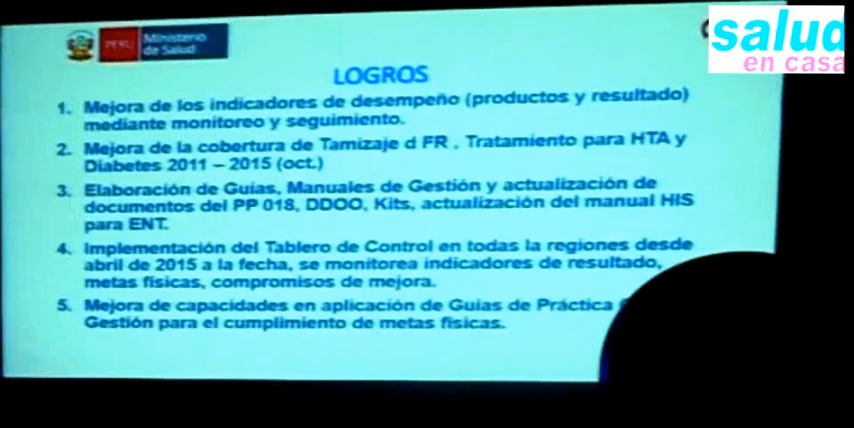 PERÚ
Ministerio
de Salud
salud
en casa
LOGROS
1. Mejora de los indicadores de desempeño (productos y resultado)
mediante monitoreo y seguimiento.
2. Mejora de la cobertura de Tamizaje d FR . Tratamiento para HTA y
Diabetes 2011 – 2015 (oct.)
3. Elaboración de Guías, Manuales de Gestión y actualización de
documentos del PP 018, DDOO, Kits, actualización del manual HIS
para ENT.
4. Implementación del Tablero de Control en todas la regiones desde
abril de 2015 a la fecha, se monitorea indicadores de resultado,
metas físicas, compromisos de mejora.
5. Mejora de capacidades en aplicación de Guías de Práctica
Gestión para el cumplimiento de metas físicas.